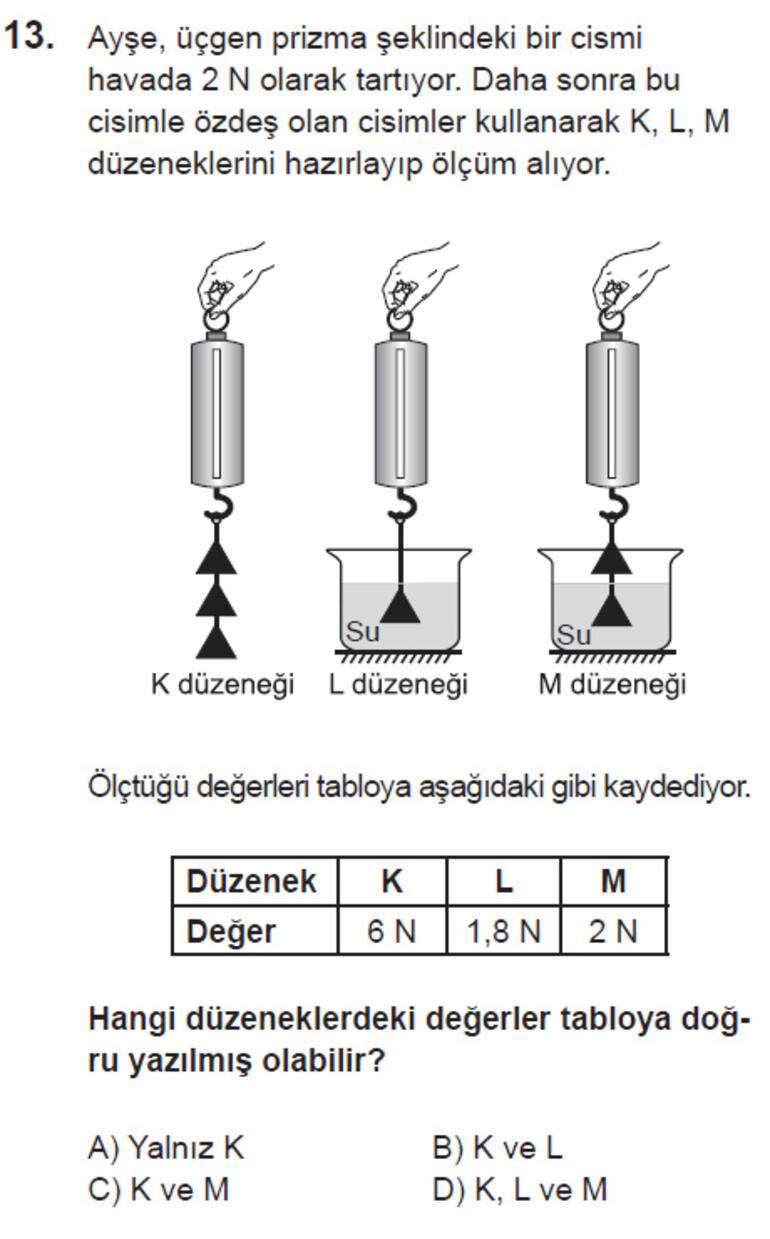 13. Ayşe, üçgen prizma şeklindeki bir cismi
havada 2 N olarak tartıyor. Daha sonra bu
cisimle özdeş olan cisimler kullanarak K, L, M
düzeneklerini hazırlayıp ölçüm alıyor.
Su
Su
K düzeneği L düzeneği M düzeneği
Ölçtüğü değerleri tabloya aşağıdaki gibi kaydediyor.
Düzenek K L M
Değer 6 N 1,8 N 2 N
Hangi düzeneklerdeki değerler tabloya doğ-
ru yazılmış olabilir?
A) Yalnız K B) K ve L
C) K ve M D) K, L ve M